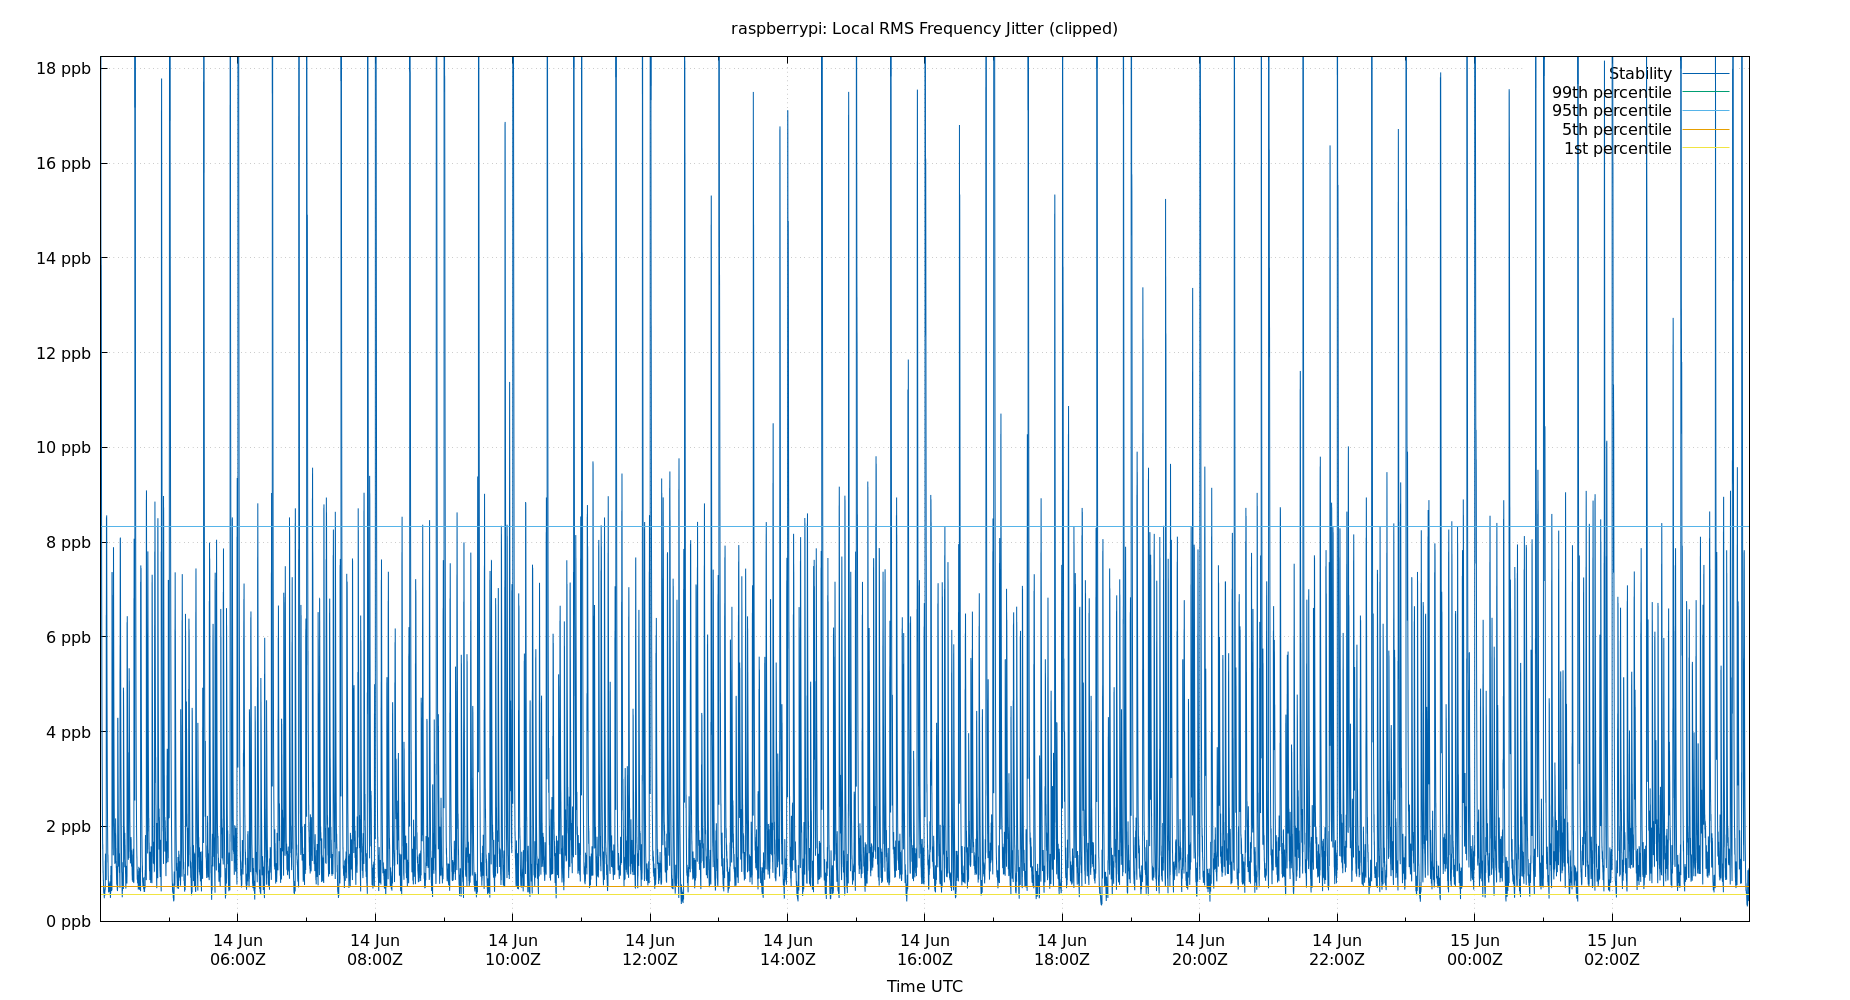 raspberrypi: Local RMS Frequency Jitter (clipped)
18 ppb
16 ppb
14 ppb
12 ppb
10 ppb
8 ppb
6 ppb
4 ppb
2 ppb
0 ppb
Stability
99th percentile
95th percentile
5th percentile
1st percentile
14 Jun 14 Jun 14 Jun 14 Jun 14 Jun 14 Jun 14 Jun 14 Jun 14 Jun 15 Jun 15 Jun
06:00Z 08:00Z 10:00Z 12:00Z 14:00Z 16:00Z 18:00Z 20:00Z 22:00Z 00:00Z 02:00Z
Time UTC